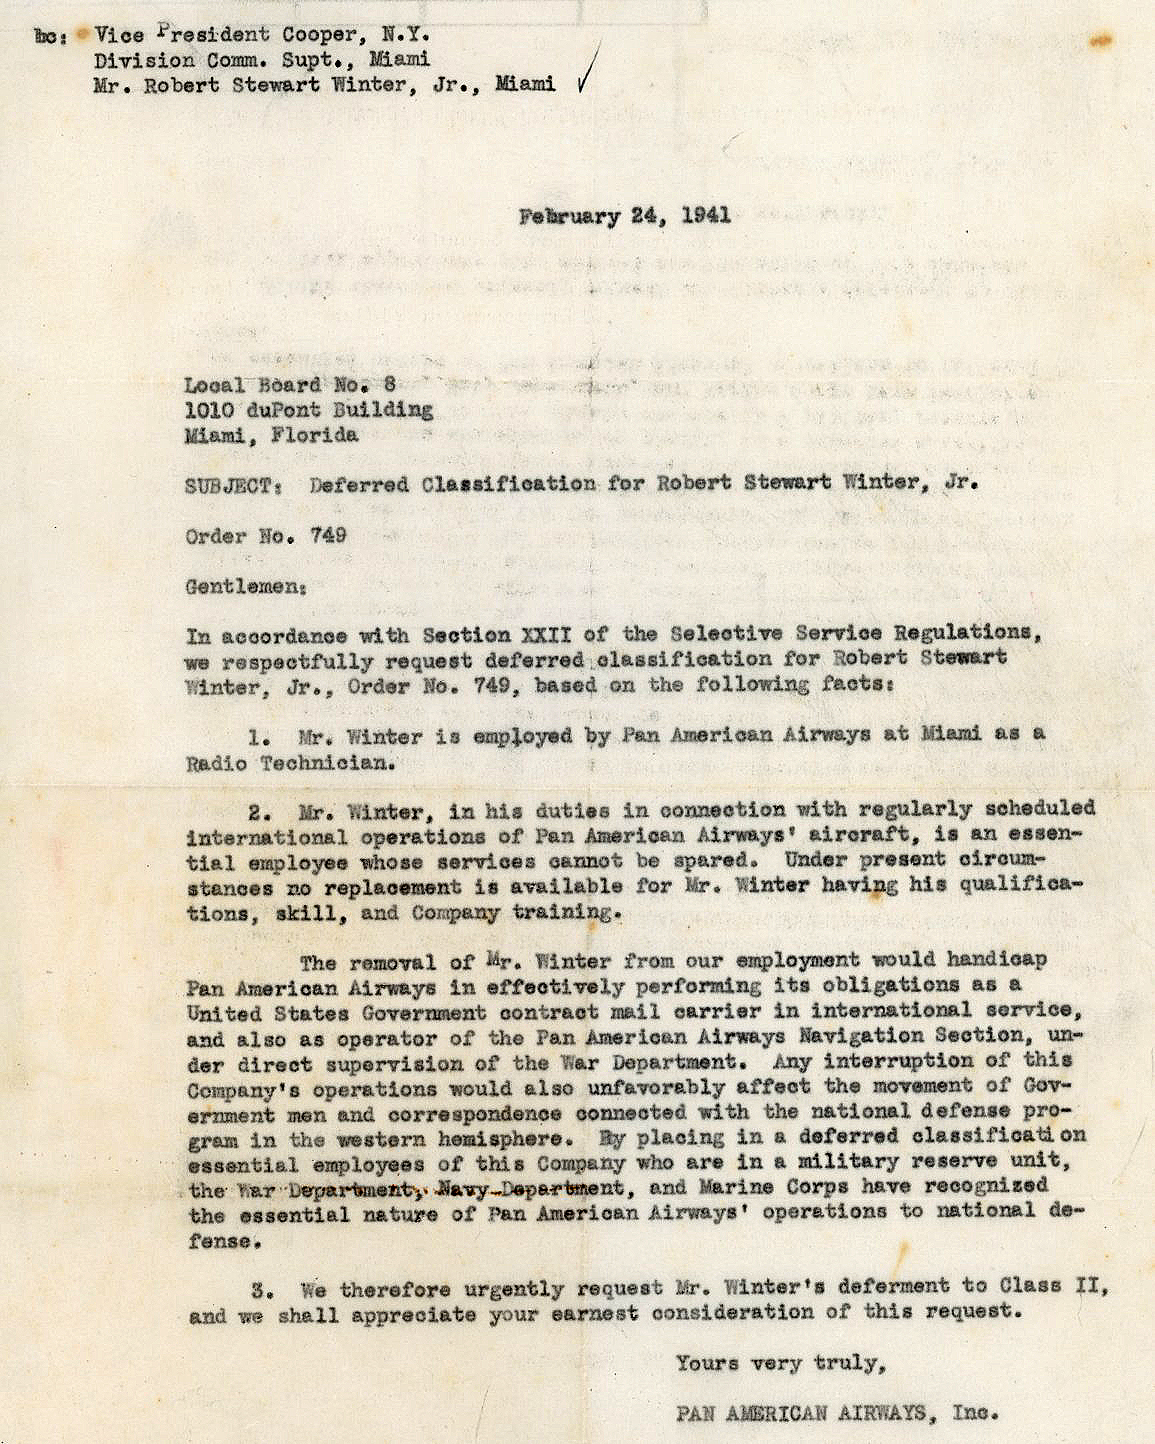 bc: Vice President Cooper, N.Y.
Division Comm. Supt., Miami
Mr. Robert Stewart Winter, Jr., Miami
February 24, 1941
Local Board No. 8
1010 duPont Building
Miami, Florida
SUBJECT: Deferred Classification for Robert Stewart Winter, Jr.
Order No. 749
Gentlemen:
In accordance with Section XXII of the Selective Service Regulations,
we respectfully request deferred classification for Robert Stewart
Winter, Jr., Order No. 749, based on the following facts:
1. Mr. Winter is employed by Pan American Airways at Miami as a
Radio Technician.
2. Mr. Winter, in his duties in connection with regularly scheduled
international operations of Pan American Airways' aircraft, is an essen-
tial employee whose services cannot be spared. Under present circum-
stances no replacement is available for Mr. Winter having his qualifica-
tions, skill, and Company training.
The removal of Mr. Winter from our employment would handicap
Pan American Airways in effectively performing its obligations as a
United States Government contract mail carrier in international service,
and also as operator of the Pan American Airways Navigation Section, un-
der direct supervision of the War Department. Any interruption of this
Company's operations would also unfavorably affect the movement of Gov-
ernment men and correspondence connected with the national defense pro-
gram in the western hemisphere. By placing in a deferred classification
essential employees of this Company who are in a military reserve unit,
the War Department, Navy Department, and Marine Corps have recognized
the essential nature of Pan American Airways' operations to national de-
fense.
3. We therefore urgently request Mr. Winter's deferment to Class II,
and we shall appreciate your earnest consideration of this request.
Yours very truly,
PAN AMERICAN AIRWAYS, Inc.